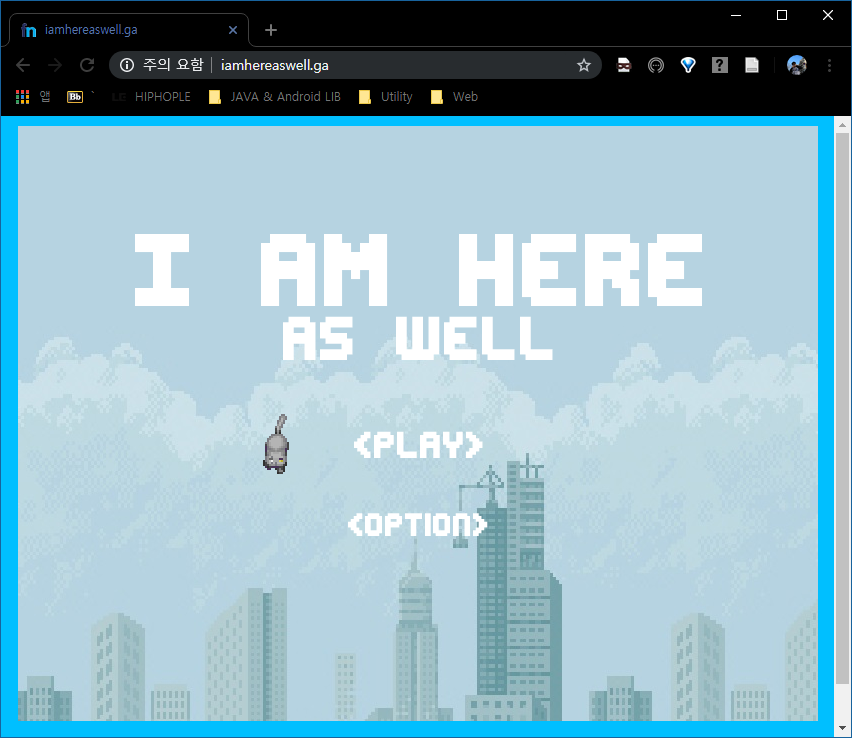 iamhereaswell.ga
주의 요함 iamhereaswell.ga
앱 Bb HIPHOPLE JAVA & Android LIB Utility Web
I AM HERE
AS WELL
<PLAY>
<OPTION>